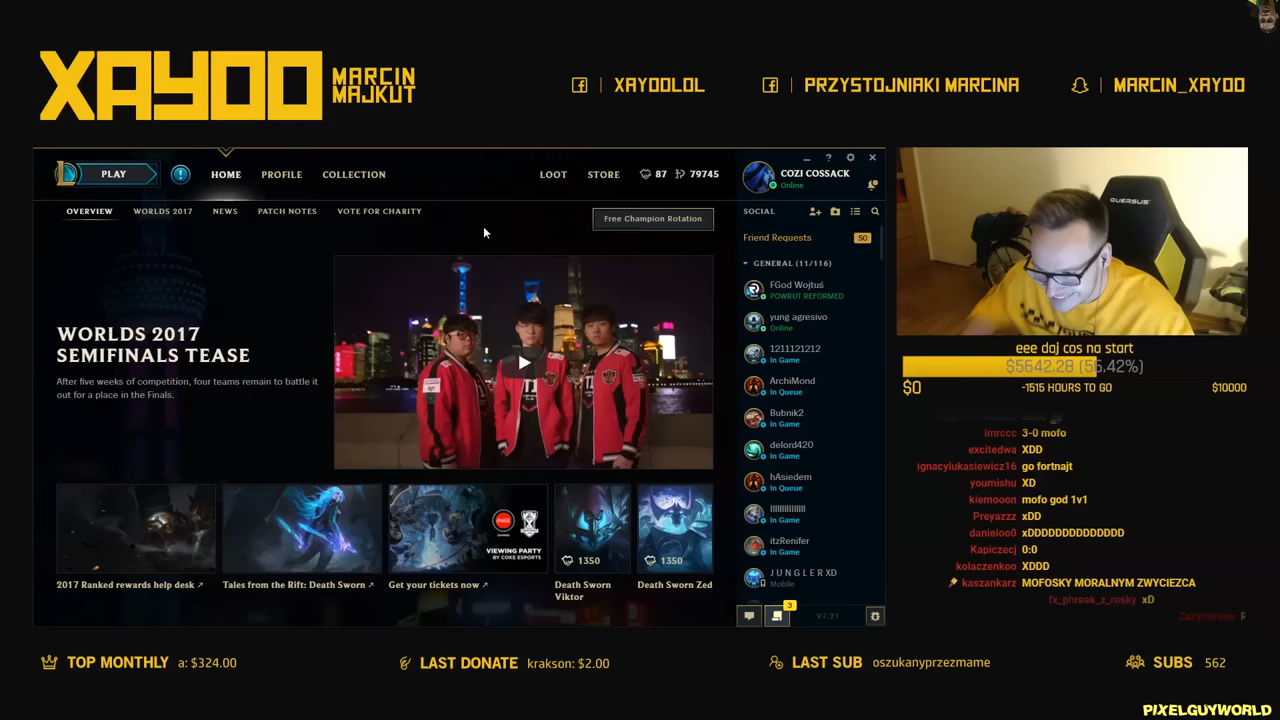 XAYOO
MARCIN
MAJKUT
XAYOOLOL
PRZYSTOJNIAKI MARCINA
MARCIN_XAYOO
PLAY
HOME
PROFILE
COLLECTION
LOOT
STORE
87
79745
?
COZI COSSACK
Online
OVERVIEW
WORLDS 2017
NEWS
PATCH NOTES
VOTE FOR CHARITY
Free Champion Rotation
WORLDS 2017
SEMIFINALS TEASE
After five weeks of competition, four teams remain to battle it
out for a place in the Finals.
VIEWING PARTY
BY COKE ESPORTS
1350
1350
2017 Ranked rewards help desk ↗
Tales from the Rift: Death Sworn ↗
Get your tickets now ↗
Death Sworn
Viktor
Death Sworn Zed
SOCIAL
Friend Requests
50
GENERAL (11/116)
FGod Wojtuś
POWRUT REFORMED
yung agresivo
Online
1211121212
In Game
ArchiMond
In Queue
Bubnik2
In Game
delord420
In Game
hAsiedem
In Queue
In Game
itzRenifer
In Game
J U N G L E R XD
Mobile
3
V7.21
QUERSUS
eee daj cos na start
$5642.28 (56.42%)
$0
-1515 HOURS TO GO
$10000
imrccc 3-0 mofo
excitedwa XDD
ignacylukasiewicz16 go fortnajt
youmishu XD
kiemooon mofo god 1v1
Preyazzz xDD
danieloo0 xDDDDDDDDDDDDDD
Kapiczecj 0:0
kolaczenkoo XDDD
kaszankarz MOFOSKY MORALNYM ZWYCIEZCA
fx_phreak_z_rosky xD
TOP MONTHLY a: $324.00
LAST DONATE krakson: $2.00
LAST SUB oszukanyprzezmame
SUBS 562
PIXELGUYWORLD